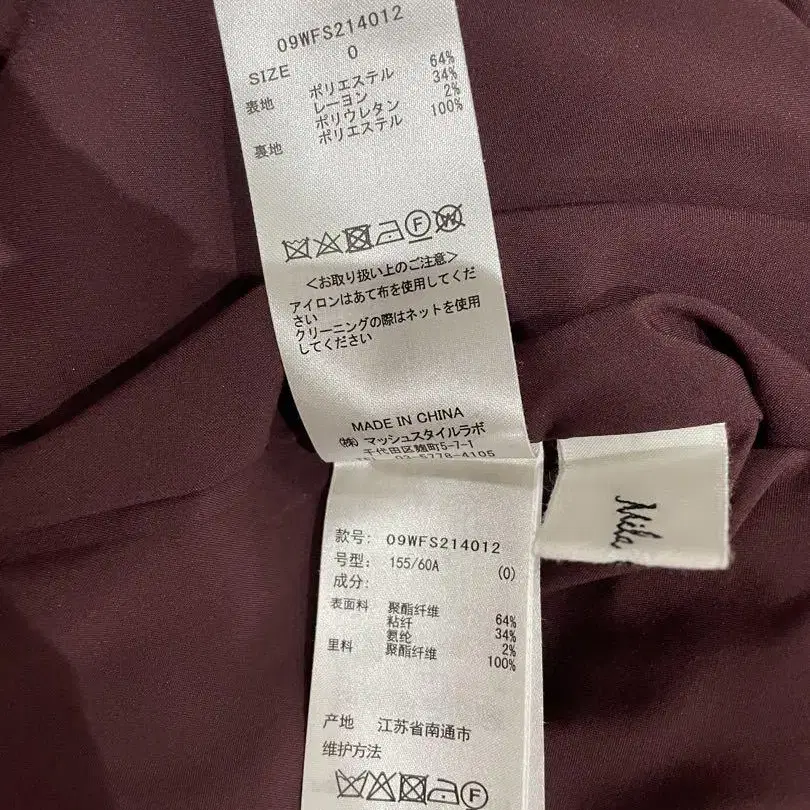 09WFS214012
SIZE 0
表地 ポリエステル 64%
レーヨン 34%
ポリウレタン 2%
裏地 ポリエステル 100%
<お取り扱い上のご注意>
アイロンはあて布を使用してくだ
さい
クリーニングの際はネットを使用
してください
MADE IN CHINA
(株) マッシュスタイルラボ
千代田区麹町5-7-1
03-5778-4105
款号: 09WFS214012
号型: 155/60A (0)
成分:
表面料 聚酯纤维 64%
粘纤 34%
氨纶 2%
里料 聚酯纤维 100%
产地 江苏省南通市
维护方法
Mila